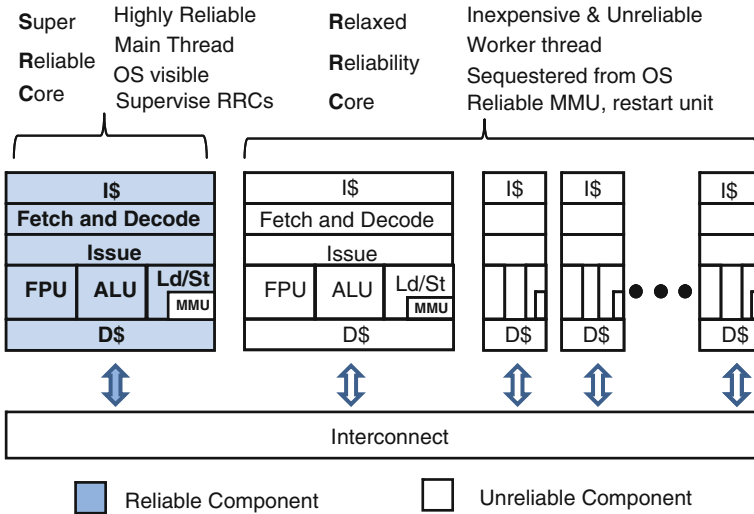 Super
Reliable
Core
Highly Reliable
Main Thread
OS visible
Supervise RRCs
Relaxed
Reliability
Core
Inexpensive & Unreliable
Worker thread
Sequestered from OS
Reliable MMU, restart unit
I$
Fetch and Decode
Issue
FPU
ALU
Ld/St
MMU
D$
I$
Fetch and Decode
Issue
FPU
ALU
Ld/St
MMU
D$
I$
D$
I$
D$
I$
D$
Interconnect
Reliable Component
Unreliable Component